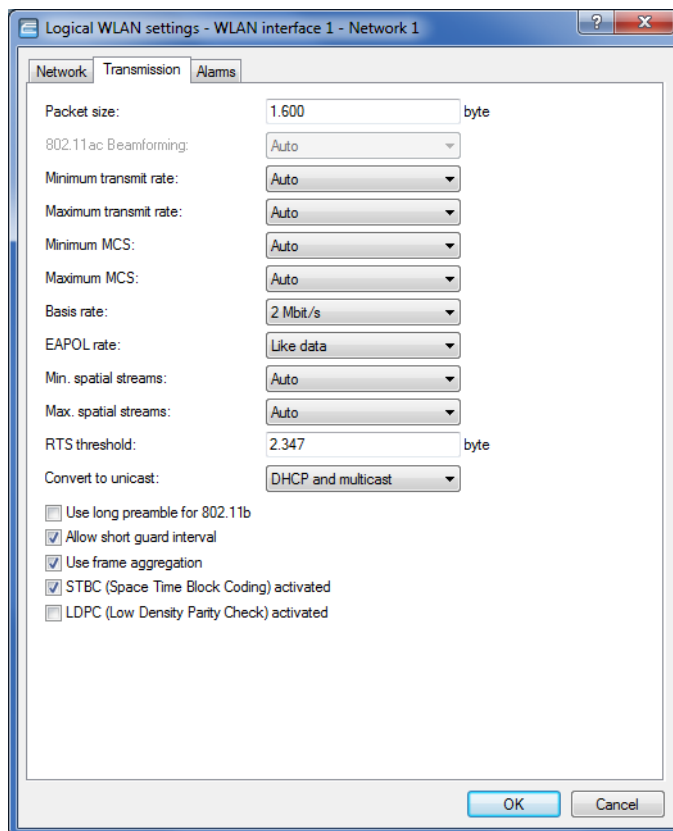 Logical WLAN settings - WLAN interface 1 - Network 1
Network Transmission Alarms
Packet size: 1.600 byte
802.11ac Beamforming: Auto
Minimum transmit rate: Auto
Maximum transmit rate: Auto
Minimum MCS: Auto
Maximum MCS: Auto
Basis rate: 2 Mbit/s
EAPOL rate: Like data
Min. spatial streams: Auto
Max. spatial streams: Auto
RTS threshold: 2.347 byte
Convert to unicast: DHCP and multicast
Use long preamble for 802.11b
Allow short guard interval
Use frame aggregation
STBC (Space Time Block Coding) activated
LDPC (Low Density Parity Check) activated
OK Cancel